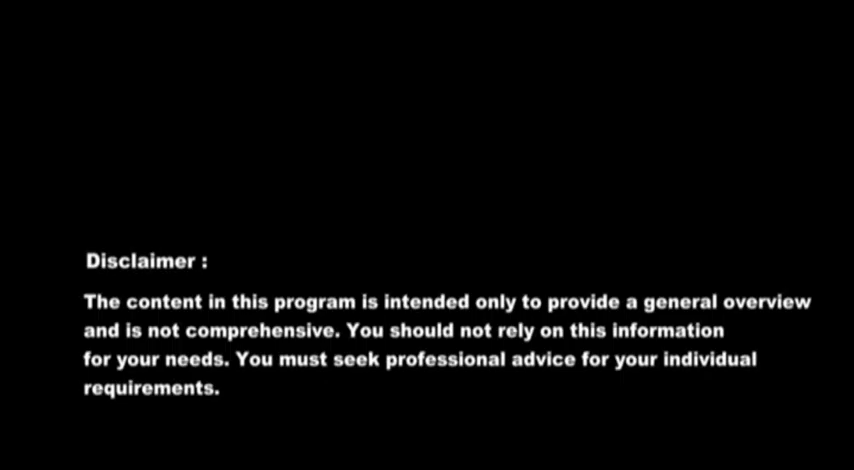 Disclaimer :
The content in this program is intended only to provide a general overview
and is not comprehensive. You should not rely on this information
for your needs. You must seek professional advice for your individual
requirements.